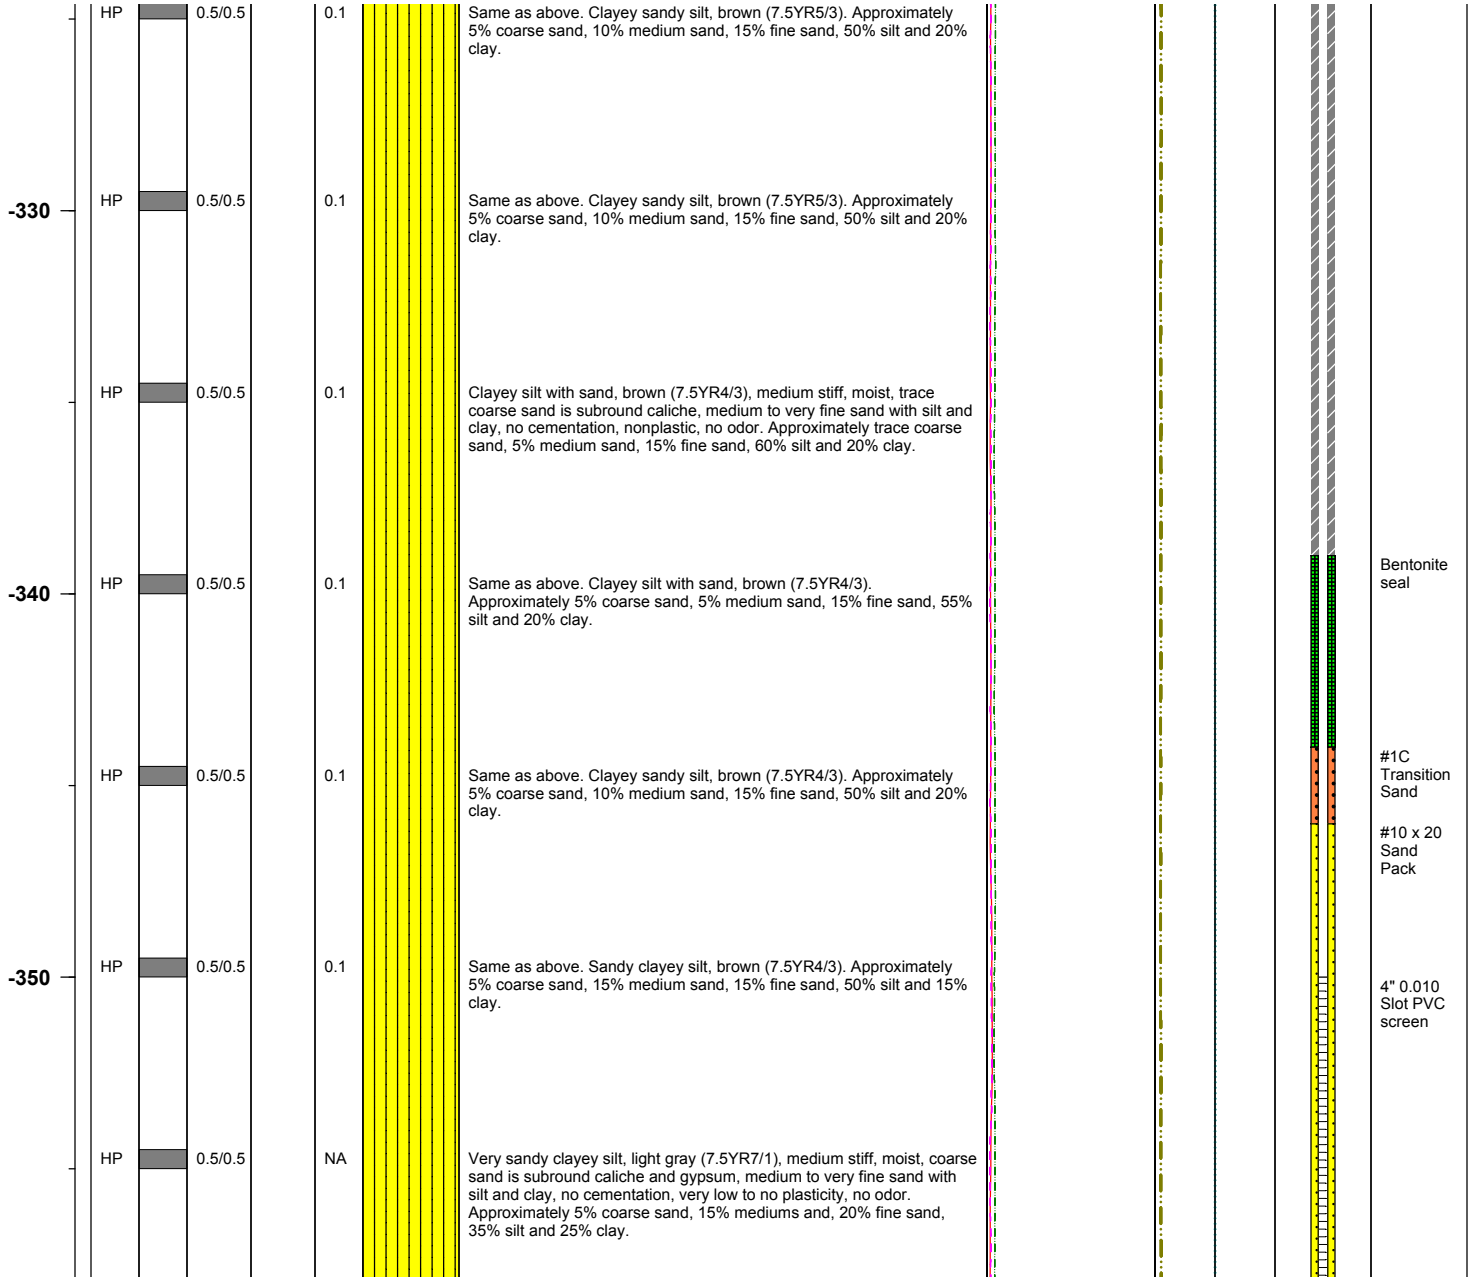 HP 0.5/0.5 0.1 Same as above. Clayey sandy silt, brown (7.5YR5/3). Approximately
5% coarse sand, 10% medium sand, 15% fine sand, 50% silt and 20%
clay.
-330 HP 0.5/0.5 0.1 Same as above. Clayey sandy silt, brown (7.5YR5/3). Approximately
5% coarse sand, 10% medium sand, 15% fine sand, 50% silt and 20%
clay.
HP 0.5/0.5 0.1 Clayey silt with sand, brown (7.5YR4/3), medium stiff, moist, trace
coarse sand is subround caliche, medium to very fine sand with silt and
clay, no cementation, nonplastic, no odor. Approximately trace coarse
sand, 5% medium sand, 15% fine sand, 60% silt and 20% clay.
Bentonite
seal
-340 HP 0.5/0.5 0.1 Same as above. Clayey silt with sand, brown (7.5YR4/3).
Approximately 5% coarse sand, 5% medium sand, 15% fine sand, 55%
silt and 20% clay.
#1C
Transition
Sand
HP 0.5/0.5 0.1 Same as above. Clayey sandy silt, brown (7.5YR4/3). Approximately
5% coarse sand, 10% medium sand, 15% fine sand, 50% silt and 20%
clay.
#10 x 20
Sand
Pack
-350 HP 0.5/0.5 0.1 Same as above. Sandy clayey silt, brown (7.5YR4/3). Approximately
5% coarse sand, 15% medium sand, 15% fine sand, 50% silt and 15%
clay.
4" 0.010
Slot PVC
screen
HP 0.5/0.5 NA Very sandy clayey silt, light gray (7.5YR7/1), medium stiff, moist, coarse
sand is subround caliche and gypsum, medium to very fine sand with
silt and clay, no cementation, very low to no plasticity, no odor.
Approximately 5% coarse sand, 15% mediums and, 20% fine sand,
35% silt and 25% clay.